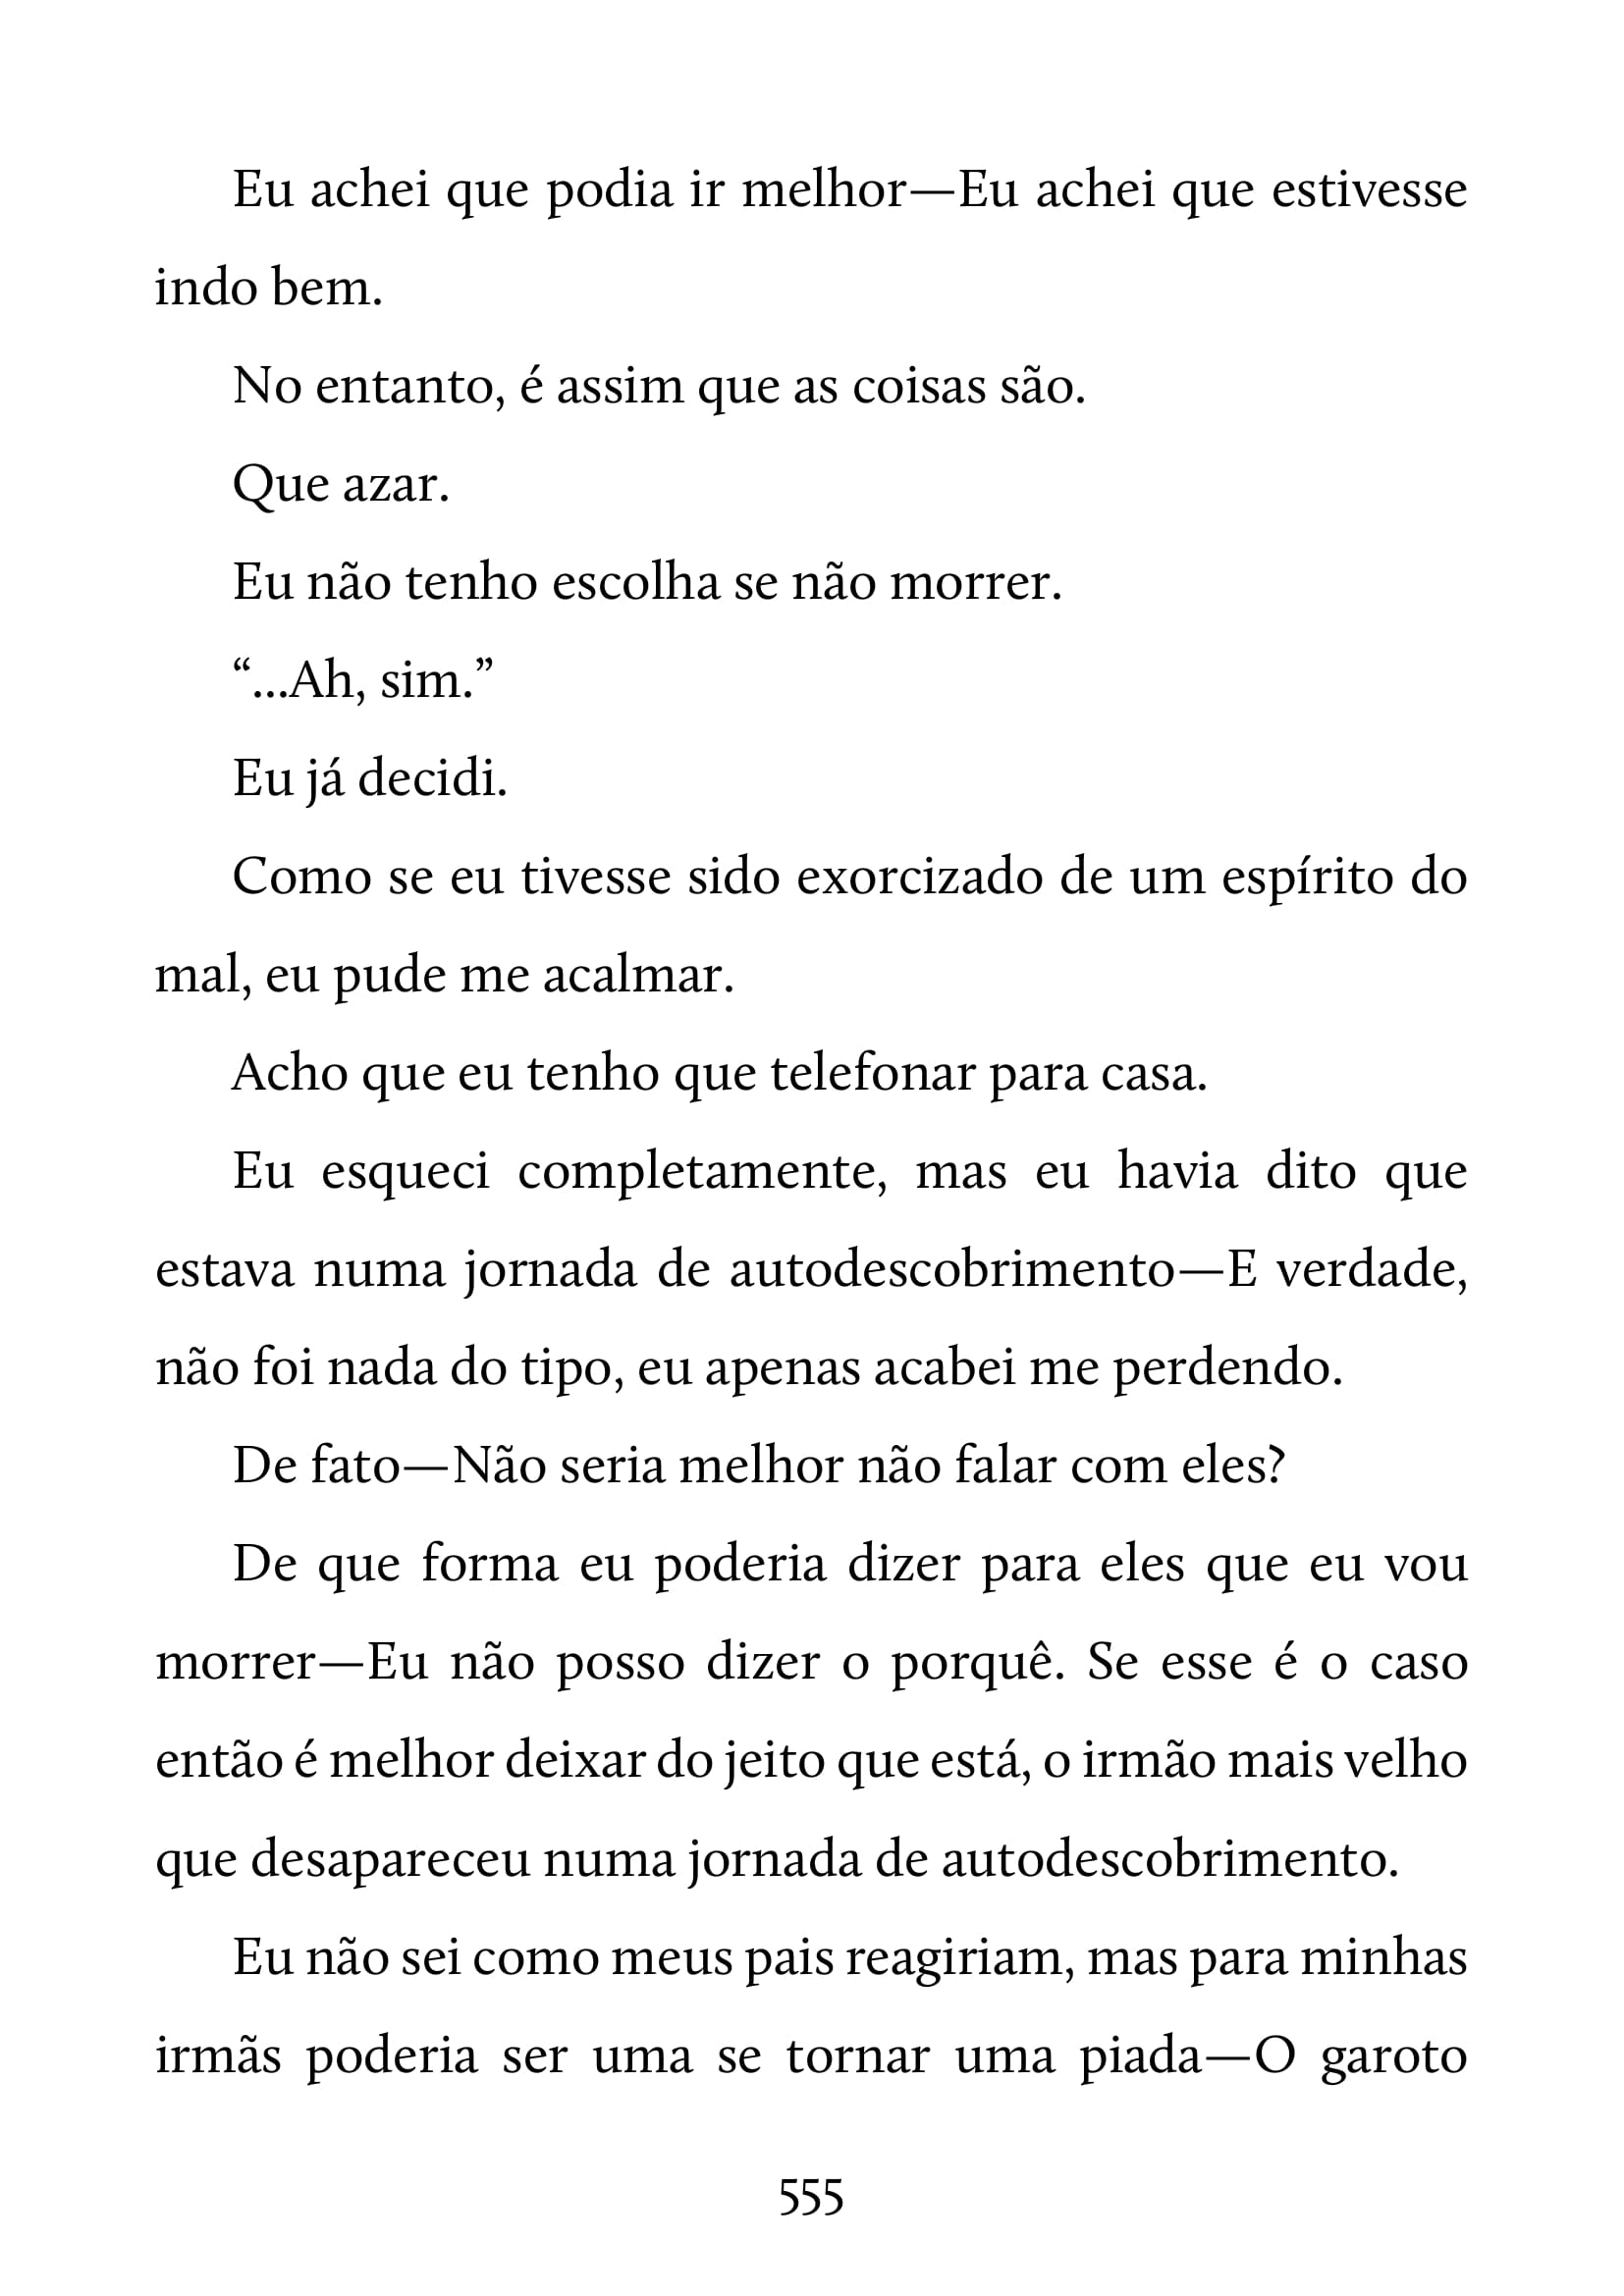 Eu achei que podia ir melhor—Eu achei que estivesse
indo bem.
No entanto, é assim que as coisas são.
Que azar.
Eu não tenho escolha se não morrer.
“...Ah, sim.”
Eu já decidi.
Como se eu tivesse sido exorcizado de um espírito do
mal, eu pude me acalmar.
Acho que eu tenho que telefonar para casa.
Eu esqueci completamente, mas eu havia dito que
estava numa jornada de autodescobrimento—E verdade,
não foi nada do tipo, eu apenas acabei me perdendo.
De fato—Não seria melhor não falar com eles?
De que forma eu poderia dizer para eles que eu vou
morrer—Eu não posso dizer o porquê. Se esse é o caso
então é melhor deixar do jeito que está, o irmão mais velho
que desapareceu numa jornada de autodescobrimento.
Eu não sei como meus pais reagiriam, mas para minhas
irmãs poderia ser uma se tornar uma piada—O garoto
555